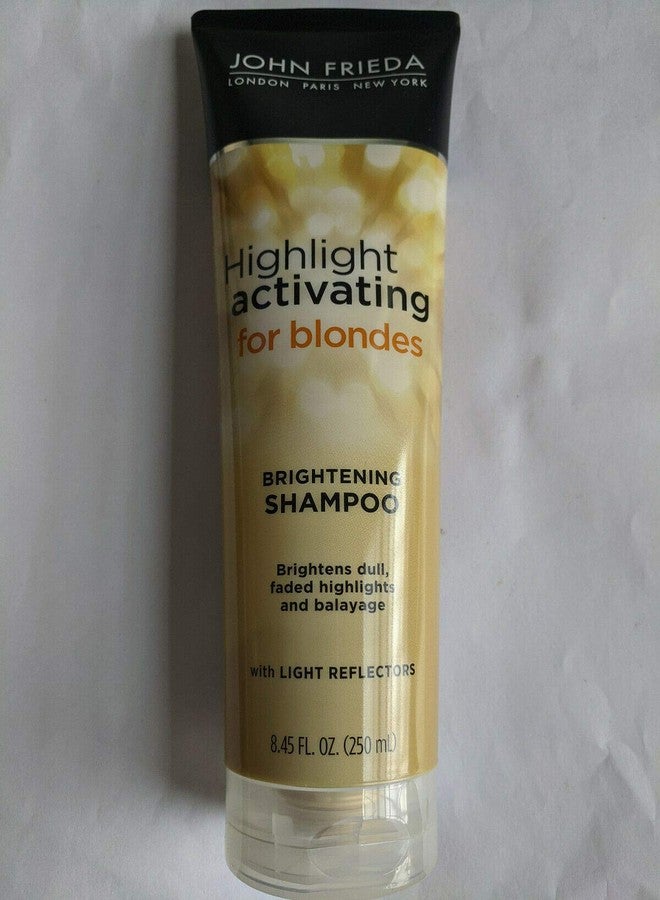 JOHN FRIEDA
LONDON PARIS NEW YORK
Highlight
activating
for blondes
BRIGHTENING
SHAMPOO
Brightens dull,
faded highlights
and balayage
with LIGHT REFLECTORS
8.45 FL. OZ. (250 mL)